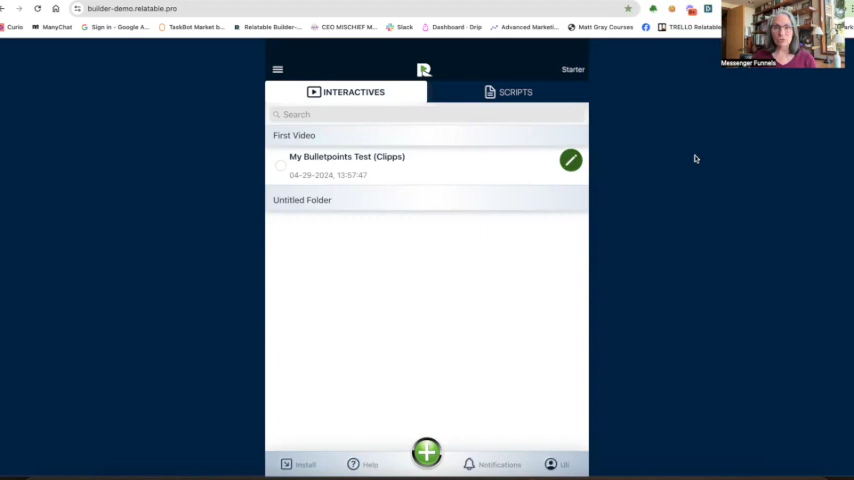 builder-demo.relatable.pro
Curio ManyChat Sign in - Google A... TaskBot Market b... Relatable Builder-... CEO MISCHIEF M... Slack Dashboard · Drip Advanced Marketi... Matt Gray Courses TRELLO Relatable
Messenger Funnels
R Starter
INTERACTIVES SCRIPTS
Search
First Video
My Bulletpoints Test (Clipps)
04-29-2024, 13:57:47
Untitled Folder
Install Help Notifications Uli